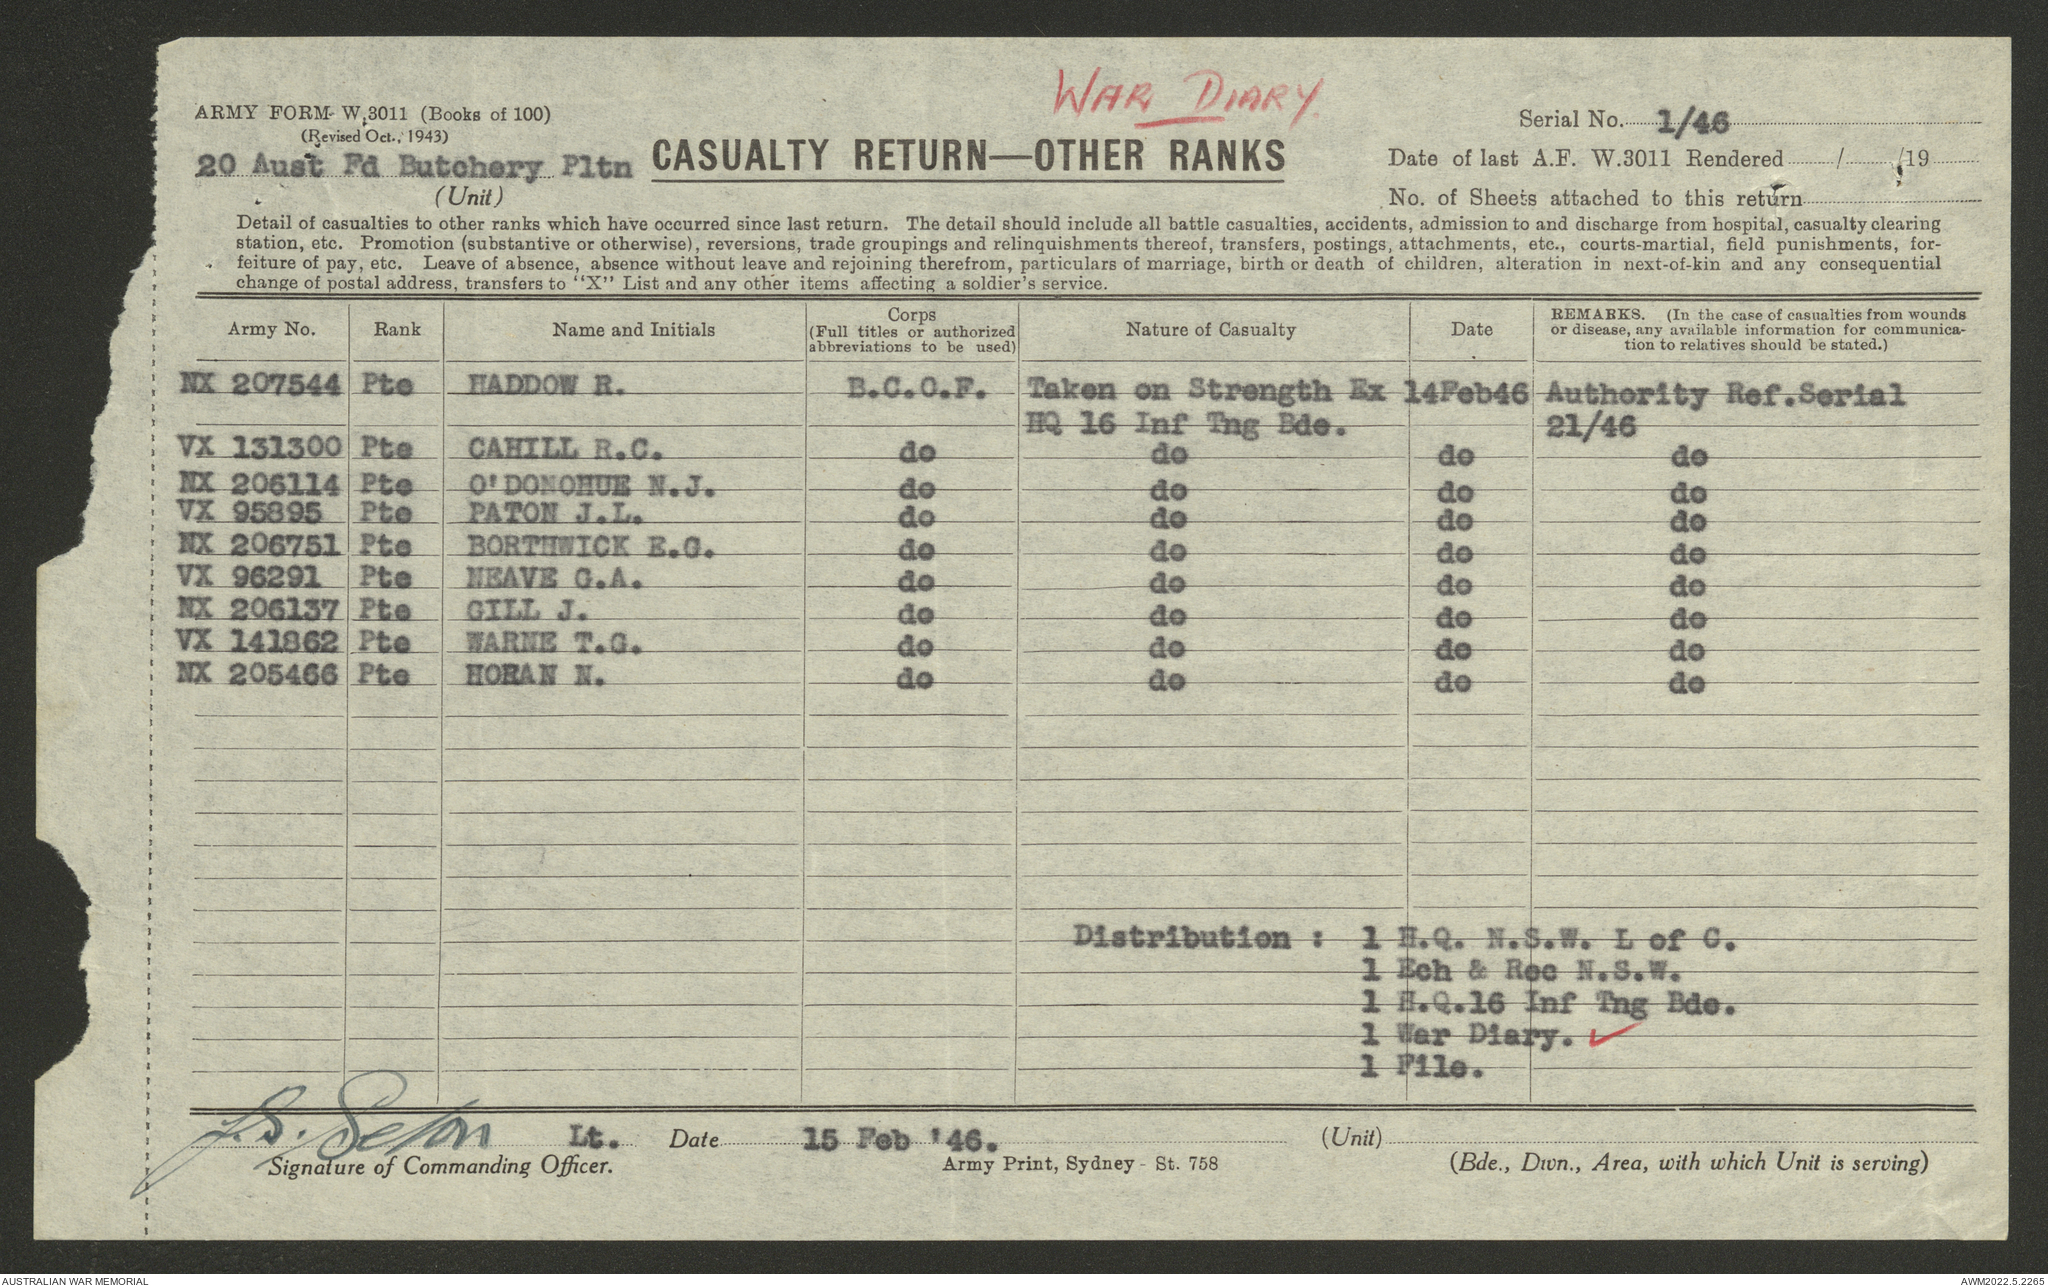 WAR DIARY.
ARMY FORM W.3011 (Books of 100)
(Revised Oct., 1943)
20 Aust Fd Butchery Pltn
(Unit)
CASUALTY RETURN—OTHER RANKS
Serial No. 1/46
Date of last A.F. W.3011 Rendered / /19
No. of Sheets attached to this return
Detail of casualties to other ranks which have occurred since last return. The detail should include all battle casualties, accidents, admission to and discharge from hospital, casualty clearing
station, etc. Promotion (substantive or otherwise), reversions, trade groupings and relinquishments thereof, transfers, postings, attachments, etc., courts-martial, field punishments, for-
feiture of pay, etc. Leave of absence, absence without leave and rejoining therefrom, particulars of marriage, birth or death of children, alteration in next-of-kin and any consequential
change of postal address, transfers to "X" List and any other items affecting a soldier's service.
Army No. Rank Name and Initials Corps (Full titles or authorized abbreviations to be used) Nature of Casualty Date REMARKS. (In the case of casualties from wounds or disease, any available information for communica-tion to relatives should be stated.)
NX 207544 Pte HADDOW R. B.C.O.F. Taken on Strength Ex 14Feb46 Authority Ref.Serial
HQ 16 Inf Tng Bde. 21/46
VX 131300 Pte CAHILL R.C. do do do do
NX 206114 Pte O'DONOHUE N.J. do do do do
VX 95895 Pte PATON J.L. do do do do
NX 206751 Pte BORTHWICK E.G. do do do do
VX 96291 Pte NEAVE G.A. do do do do
NX 206137 Pte GILL J. do do do do
VX 141862 Pte WARNE T.G. do do do do
NX 205466 Pte HORAN N. do do do do
Distribution : 1 H.Q. N.S.W. L of C.
1 Ech & Rec N.S.W.
1 H.Q.16 Inf Tng Bde.
1 War Diary. ✓
1 File.
J.S. Seton Lt. Date 15 Feb '46. (Unit)
Signature of Commanding Officer. Army Print, Sydney - St. 758 (Bde., Divn., Area, with which Unit is serving)
AUSTRALIAN WAR MEMORIAL AWM2022.5.2265